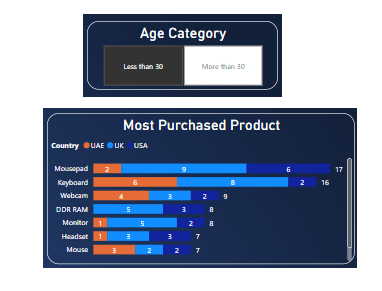 Age Category
Less than 30 More than 30
Most Purchased Product
Country UAE UK USA
Mousepad 2 9 6 17
Keyboard 6 8 2 16
Webcam 4 3 2 9
DDR RAM 5 3 8
Monitor 1 5 2 8
Headset 1 3 3 7
Mouse 3 2 2 7